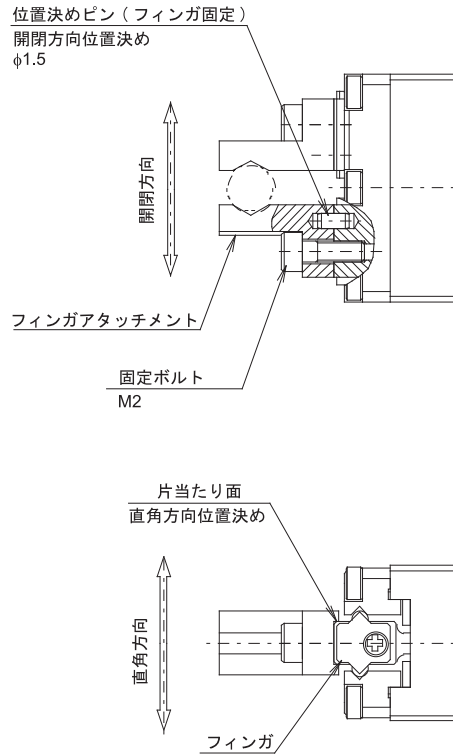 位置決めピン（フィンガ固定）
開閉方向位置決め
φ1.5
開閉方向
フィンガアタッチメント
固定ボルト
M2
片当たり面
直角方向位置決め
直角方向
フィンガ